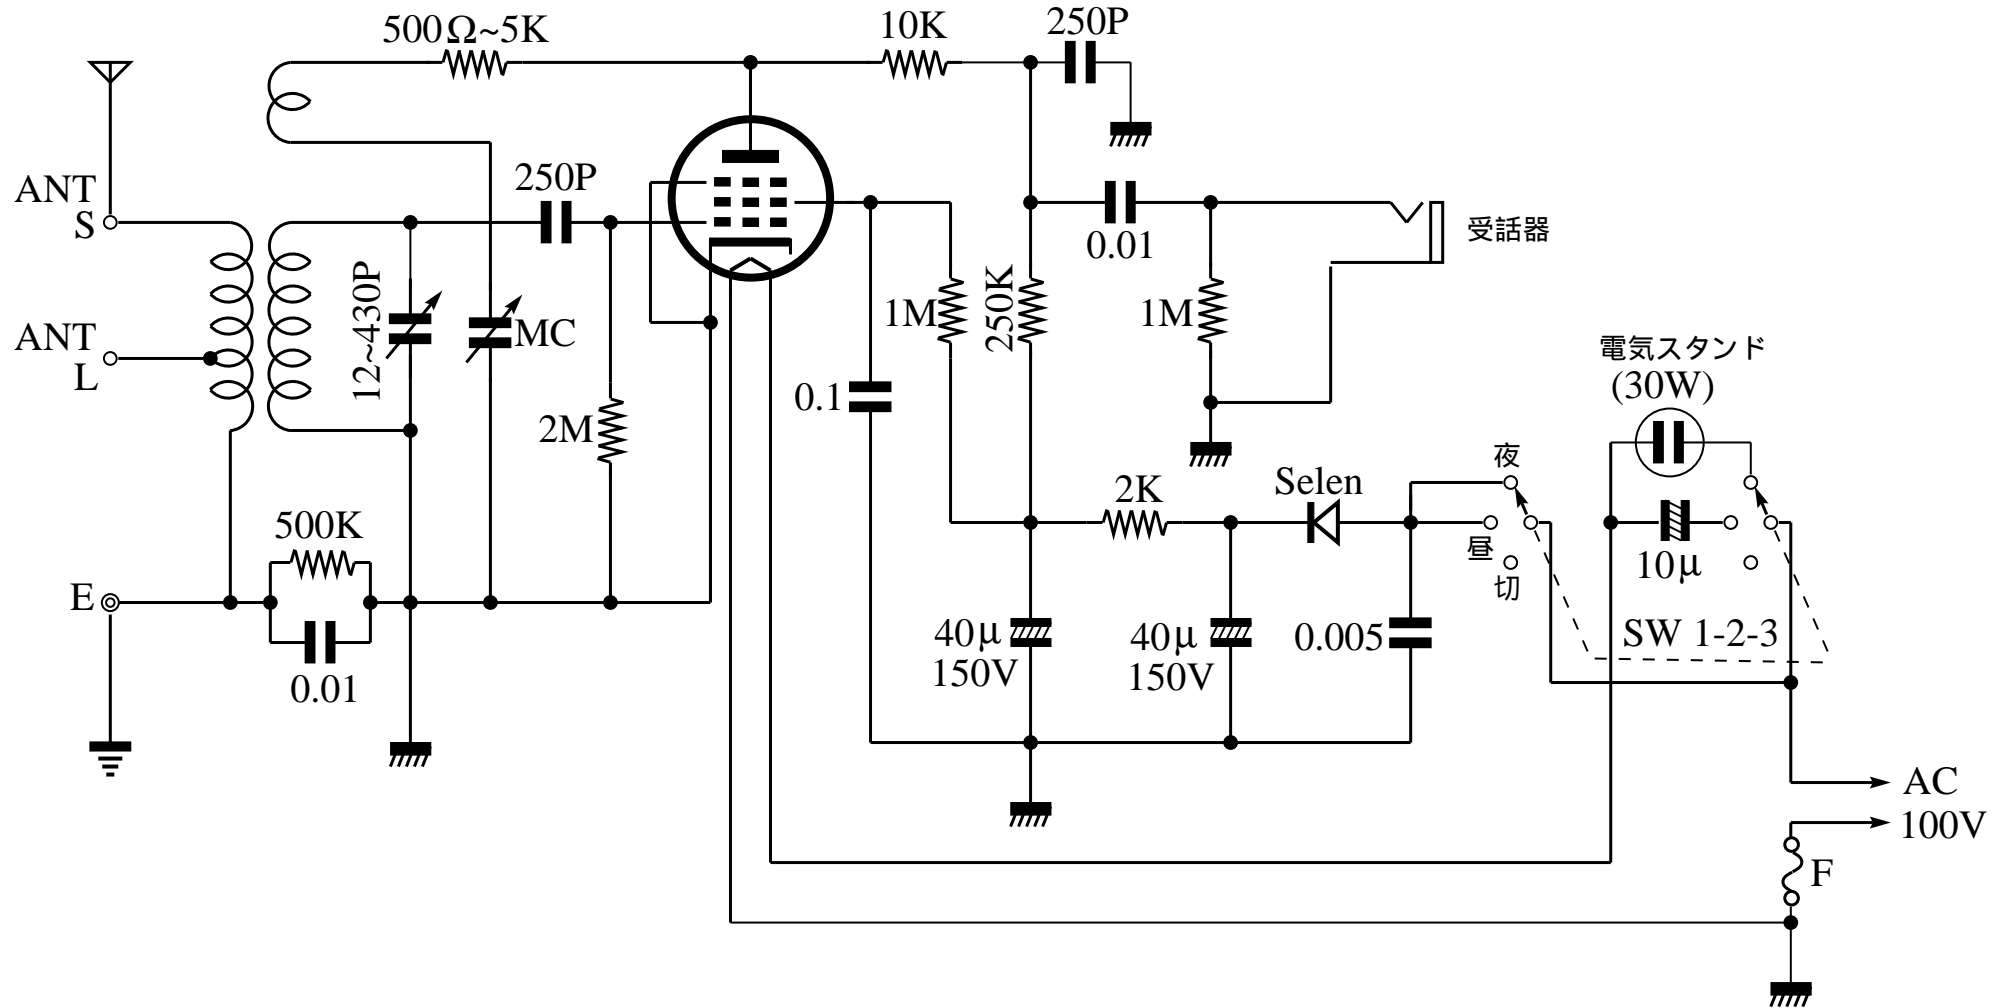 500Ω~5K
10K
250P
ANT
S
250P
受話器
12~430P
MC
1M
250K
0.01
1M
ANT
L
電気スタンド
(30W)
0.1
2M
夜
2K
Selen
昼
切
10μ
500K
E
40μ
150V
40μ
150V
0.005
SW 1-2-3
0.01
AC
100V
F